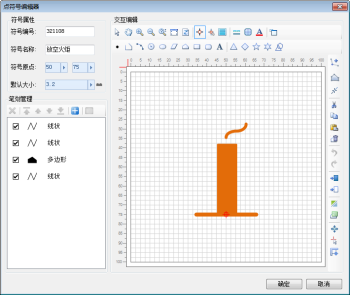 点符号编辑器
符号属性
符号编号: 321108
符号名称: 放空火炬
符号原点: 50 75
默认大小: 3.2 mm
笔划管理
线状
线状
多边形
线状
交互编辑
确定 取消